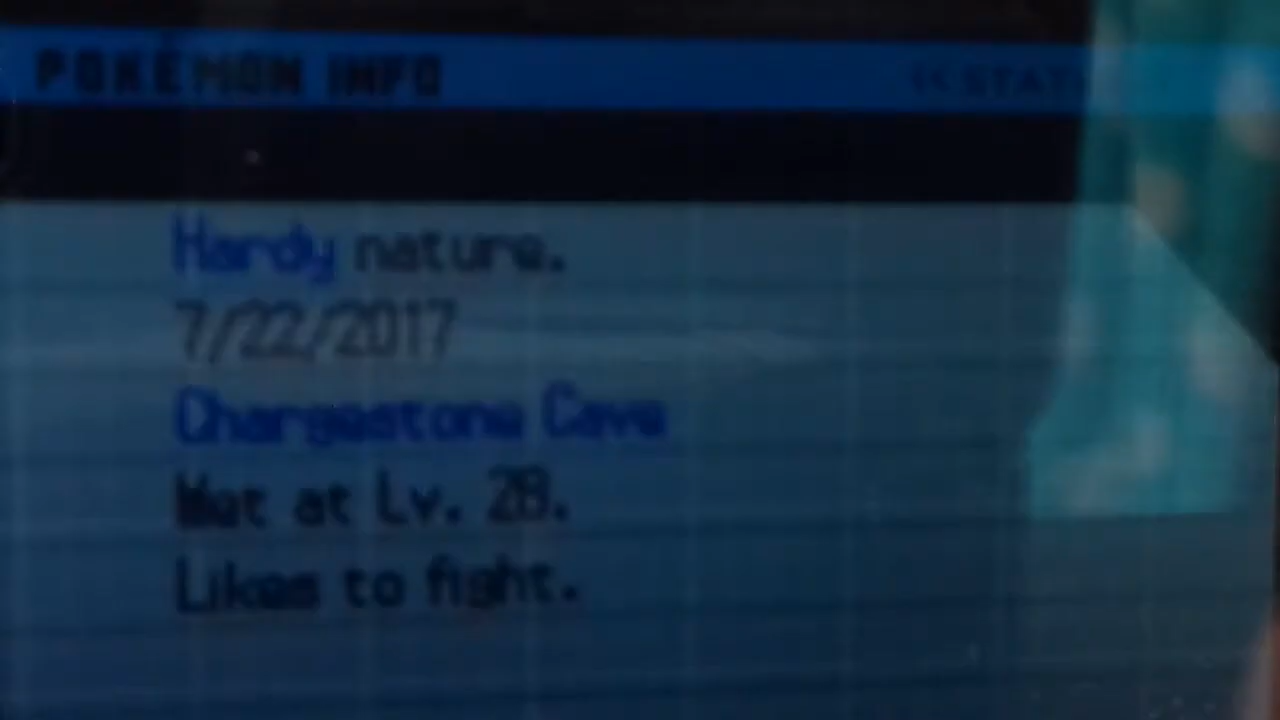 POKÉMON INFO
Hardy nature.
7/22/2017
Chargestone Cave
Met at Lv. 28.
Likes to fight.